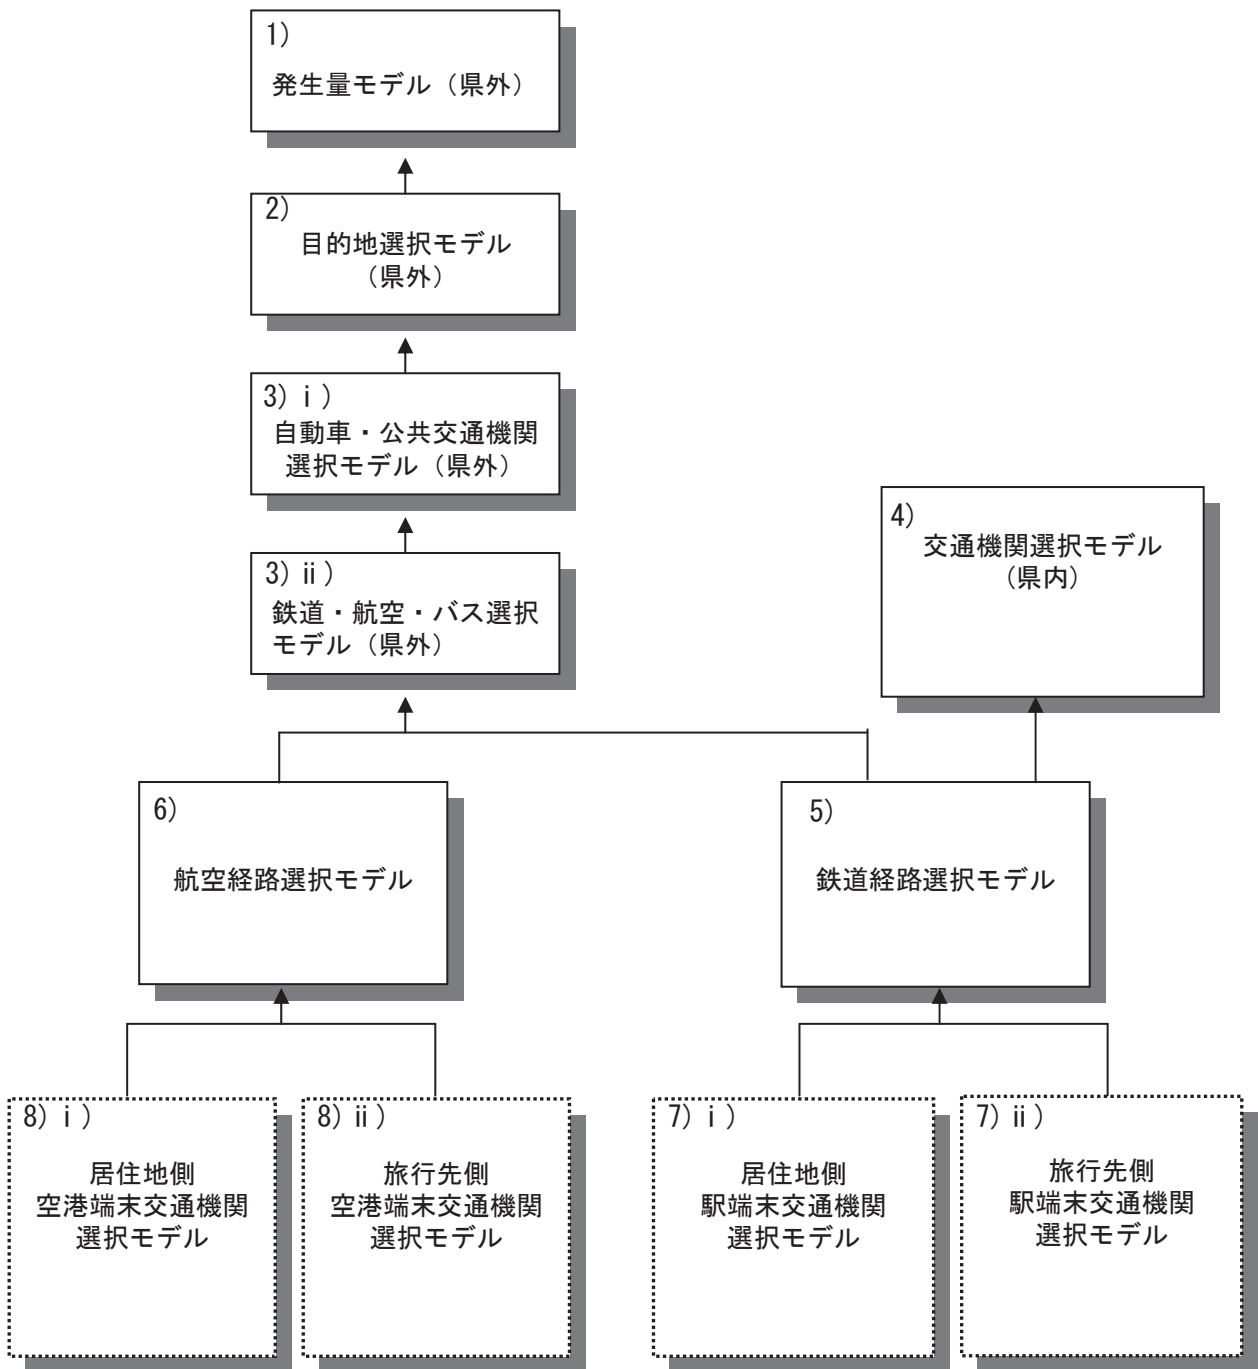 1)
発生量モデル（県外）
2)
目的地選択モデル
（県外）
3) ⅰ）
自動車・公共交通機関
選択モデル（県外）
3) ⅱ）
鉄道・航空・バス選択
モデル（県外）
4)
交通機関選択モデル
（県内）
6)
航空経路選択モデル
5)
鉄道経路選択モデル
8) ⅰ）
居住地側
空港端末交通機関
選択モデル
8) ⅱ）
旅行先側
空港端末交通機関
選択モデル
7) ⅰ）
居住地側
駅端末交通機関
選択モデル
7) ⅱ）
旅行先側
駅端末交通機関
選択モデル